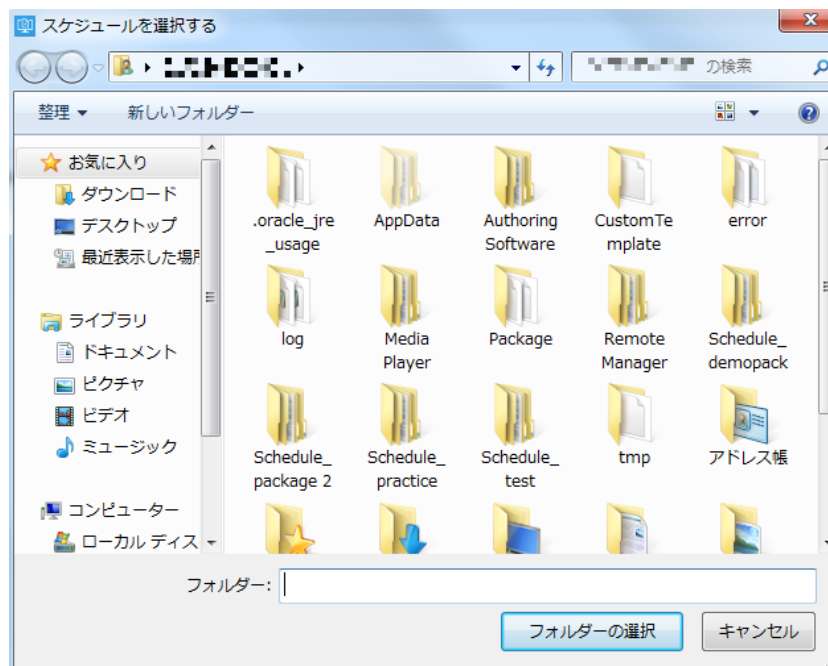 スケジュールを選択する
の検索
整理
新しいフォルダー
お気に入り
ダウンロード
デスクトップ
最近表示した場所
ライブラリ
ドキュメント
ピクチャ
ビデオ
ミュージック
コンピューター
ローカル ディス
.oracle_jre
_usage
AppData
Authoring
Software
CustomTe
mplate
error
log
Media
Player
Package
Remote
Manager
Schedule_
demopack
Schedule_
package 2
Schedule_
practice
Schedule_
test
tmp
アドレス帳
フォルダー:
フォルダーの選択
キャンセル